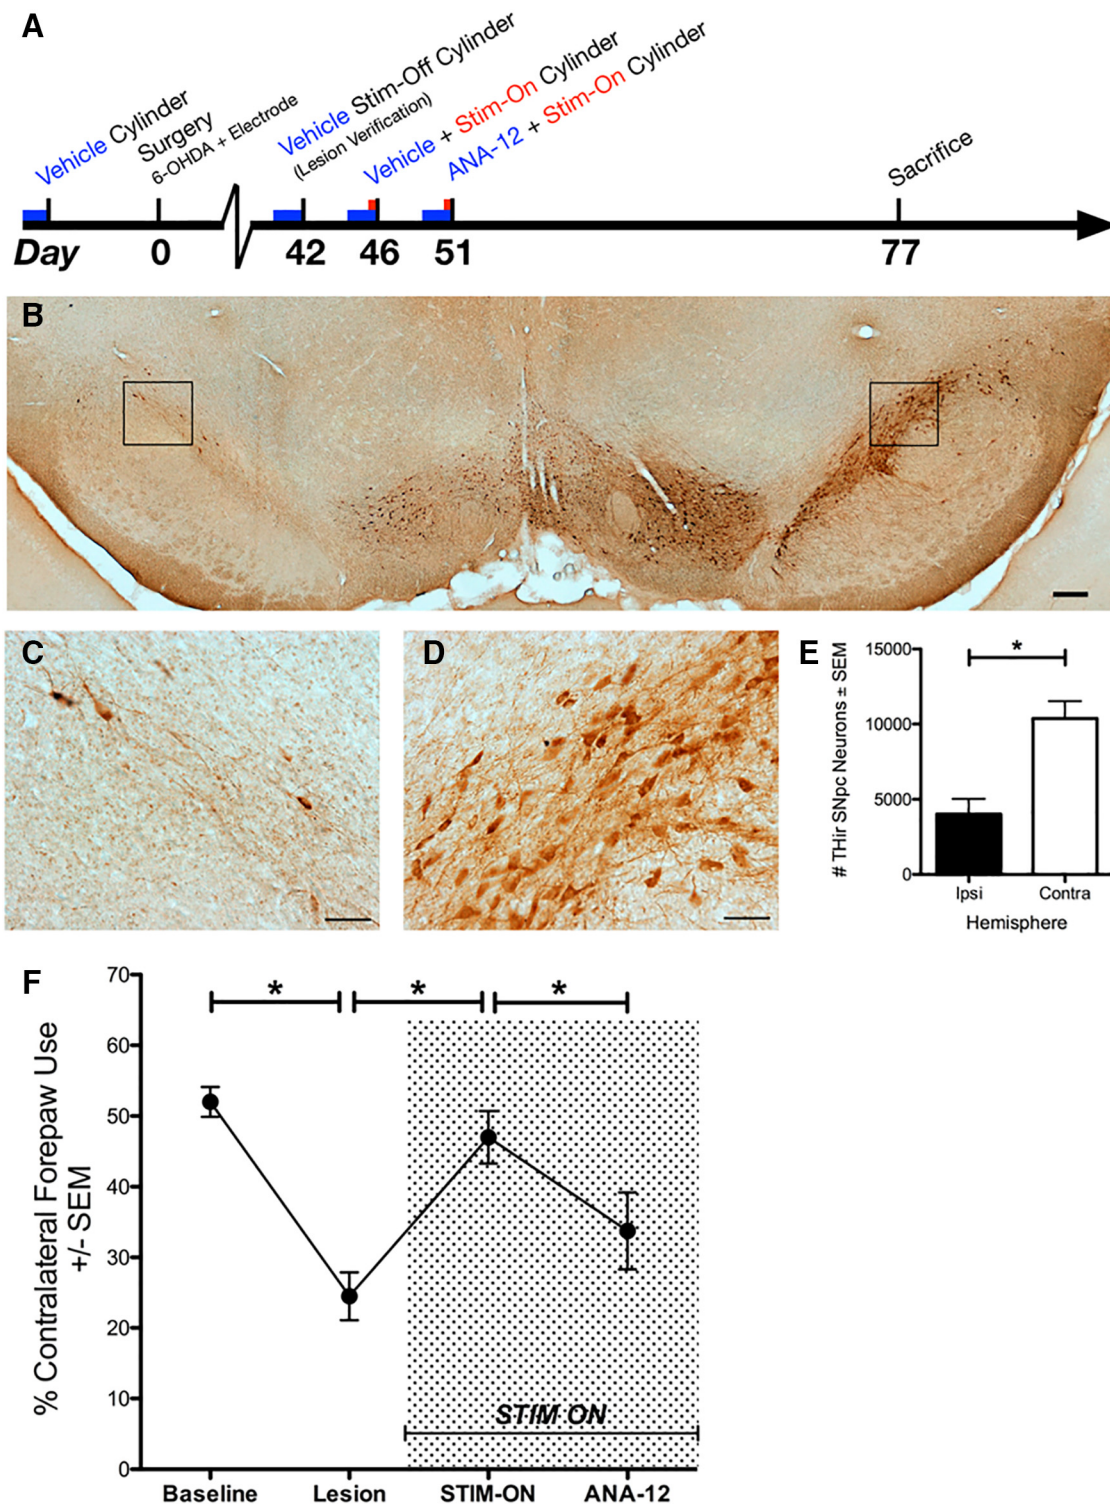 A
Vehicle Cylinder
Surgery
6-OHDA + Electrode
Vehicle Stim-Off Cylinder
(Lesion Verification)
Vehicle + Stim-On Cylinder
ANA-12 + Stim-On Cylinder
Sacrifice
Day 0 42 46 51 77
B
C
D
E
# THir SNpc Neurons ± SEM
15000
10000
5000
0
*
Ipsi Contra
Hemisphere
F
% Contralateral Forepaw Use
+/- SEM
70
60
50
40
30
20
10
0
* * *
STIM ON
Baseline Lesion STIM-ON ANA-12